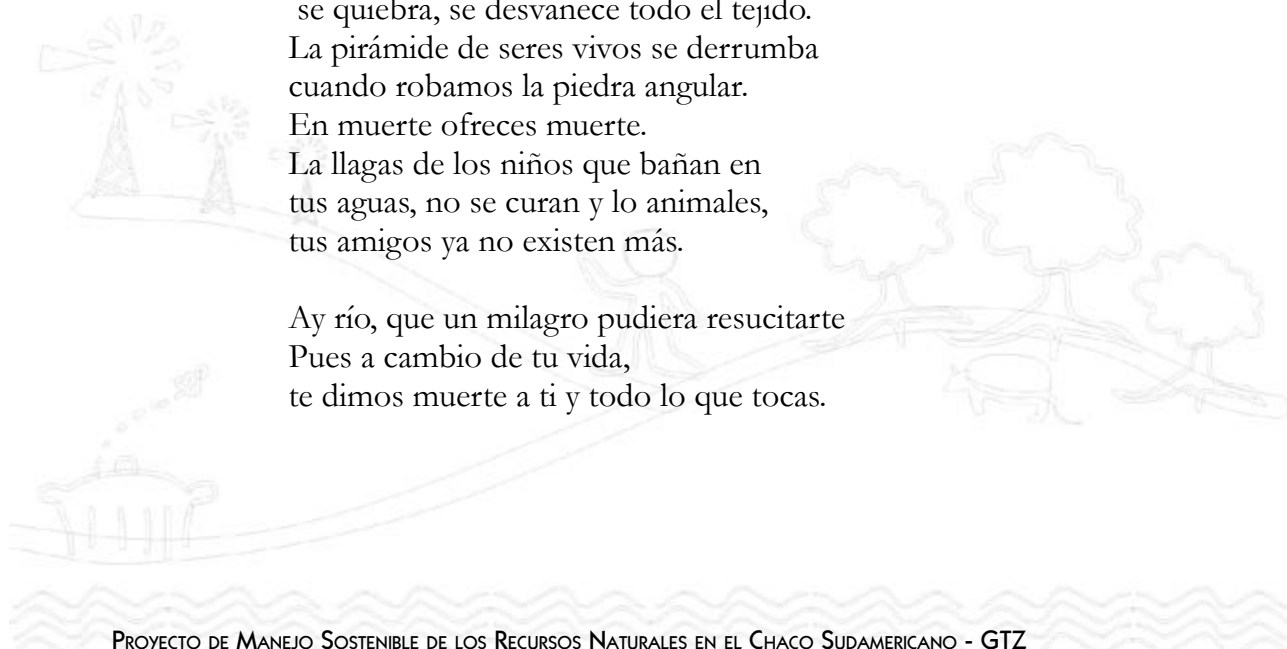 se quiebra, se desvanece todo el tejido.
La pirámide de seres vivos se derrumba
cuando robamos la piedra angular.
En muerte ofreces muerte.
La llagas de los niños que bañan en
tus aguas, no se curan y lo animales,
tus amigos ya no existen más.
Ay río, que un milagro pudiera resucitarte
Pues a cambio de tu vida,
te dimos muerte a ti y todo lo que tocas.
PROYECTO DE MANEJO SOSTENIBLE DE LOS RECURSOS NATURALES EN EL CHACO SUDAMERICANO - GTZ